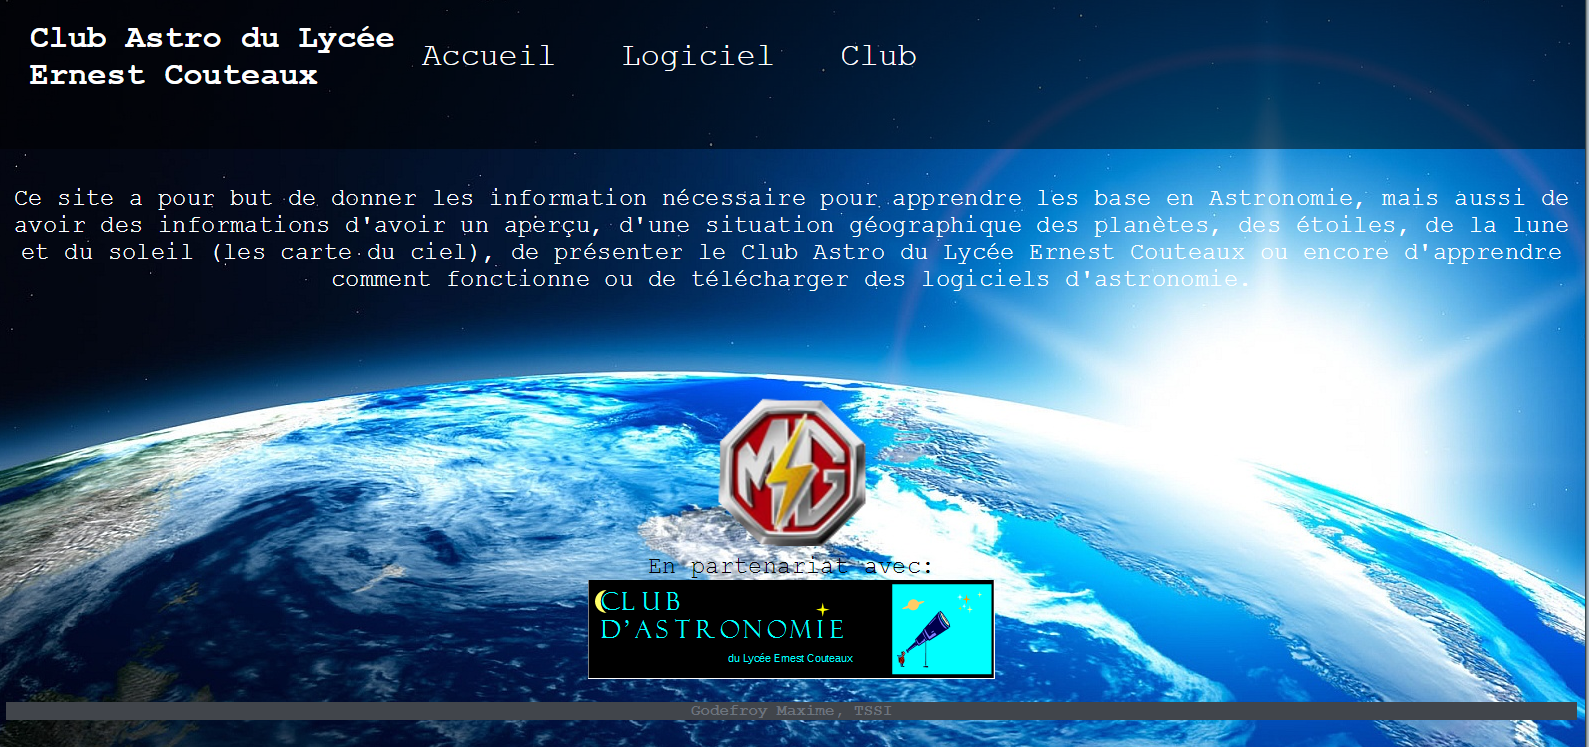 Club Astro du Lycée
Ernest Couteaux
Accueil Logiciel Club
Ce site a pour but de donner les information nécessaire pour apprendre les base en Astronomie, mais aussi de
avoir des informations d'avoir un aperçu, d'une situation géographique des planètes, des étoiles, de la lune
et du soleil (les carte du ciel), de présenter le Club Astro du Lycée Ernest Couteaux ou encore d'apprendre
comment fonctionne ou de télécharger des logiciels d'astronomie.
MG
En partenariat avec:
CLUB
D'ASTRONOMIE
du Lycée Ernest Couteaux
Godefroy Maxime, TSSI